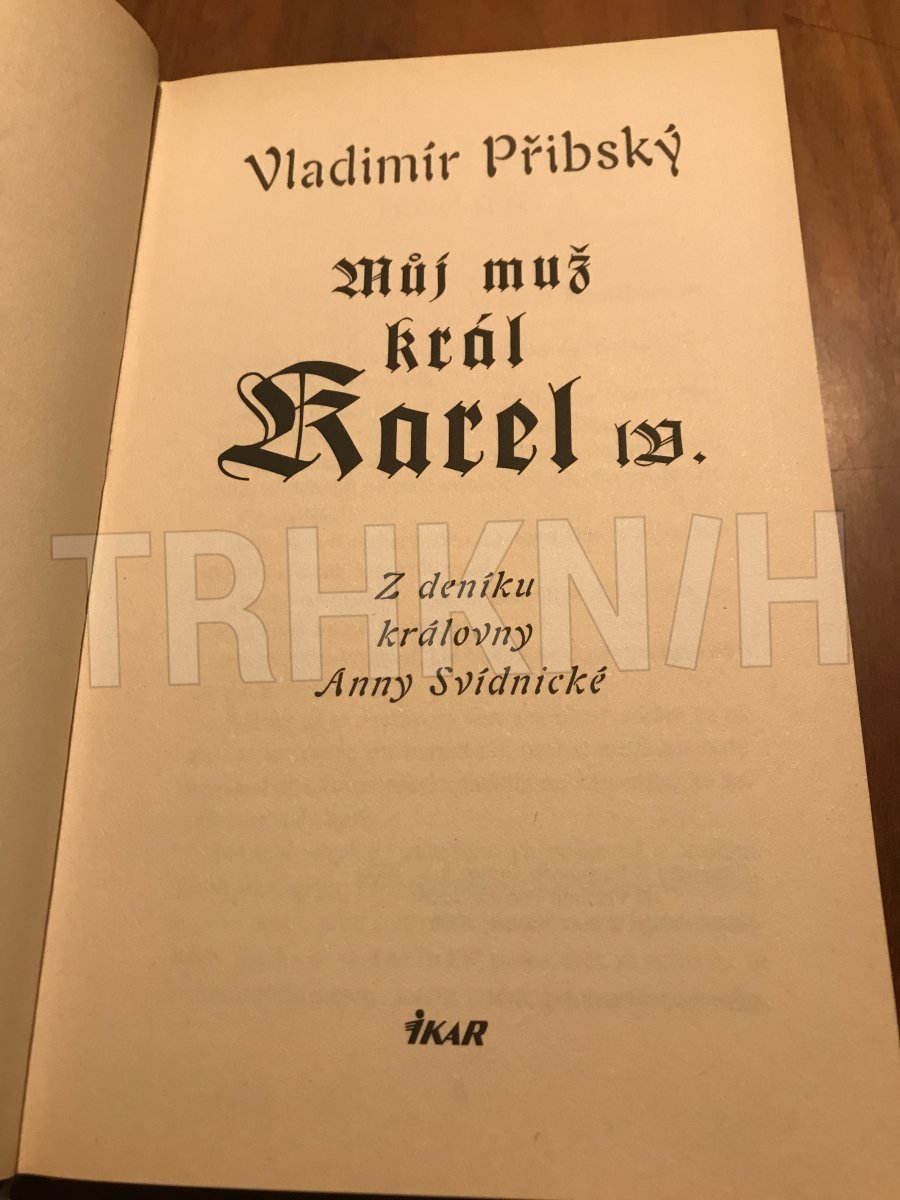 Vladimír Přibský
Můj muž
král
Karel IV.
TRHKNIH
Z deníku
královny
Anny Svídnické
IKAR